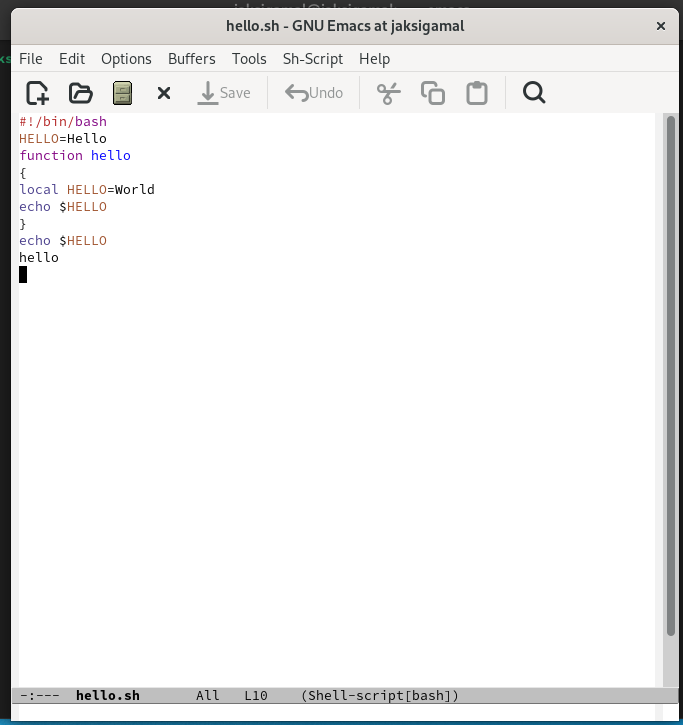 hello.sh - GNU Emacs at jaksigamal
File Edit Options Buffers Tools Sh-Script Help
Save Undo
#!/bin/bash
HELLO=Hello
function hello
{
local HELLO=World
echo $HELLO
}
echo $HELLO
hello
-:--- hello.sh All L10 (Shell-script[bash])